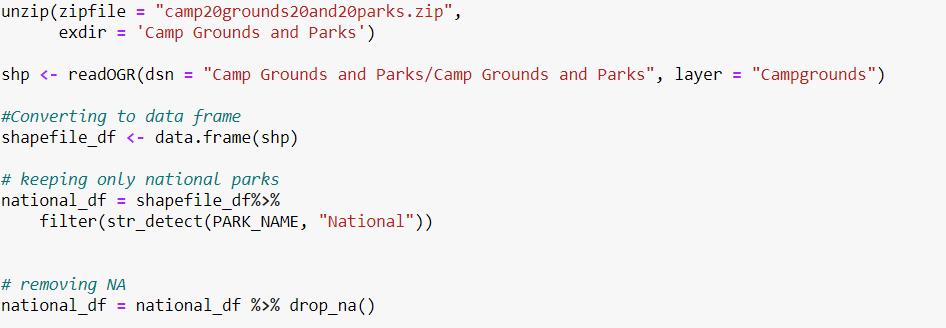 unzip(zipfile = "camp20grounds20and20parks.zip",
      exdir = 'Camp Grounds and Parks')
shp <- readOGR(dsn = "Camp Grounds and Parks/Camp Grounds and Parks", layer = "Campgrounds")
#Converting to data frame
shapefile_df <- data.frame(shp)
# keeping only national parks
national_df = shapefile_df%>%
    filter(str_detect(PARK_NAME, "National"))
# removing NA
national_df = national_df %>% drop_na()